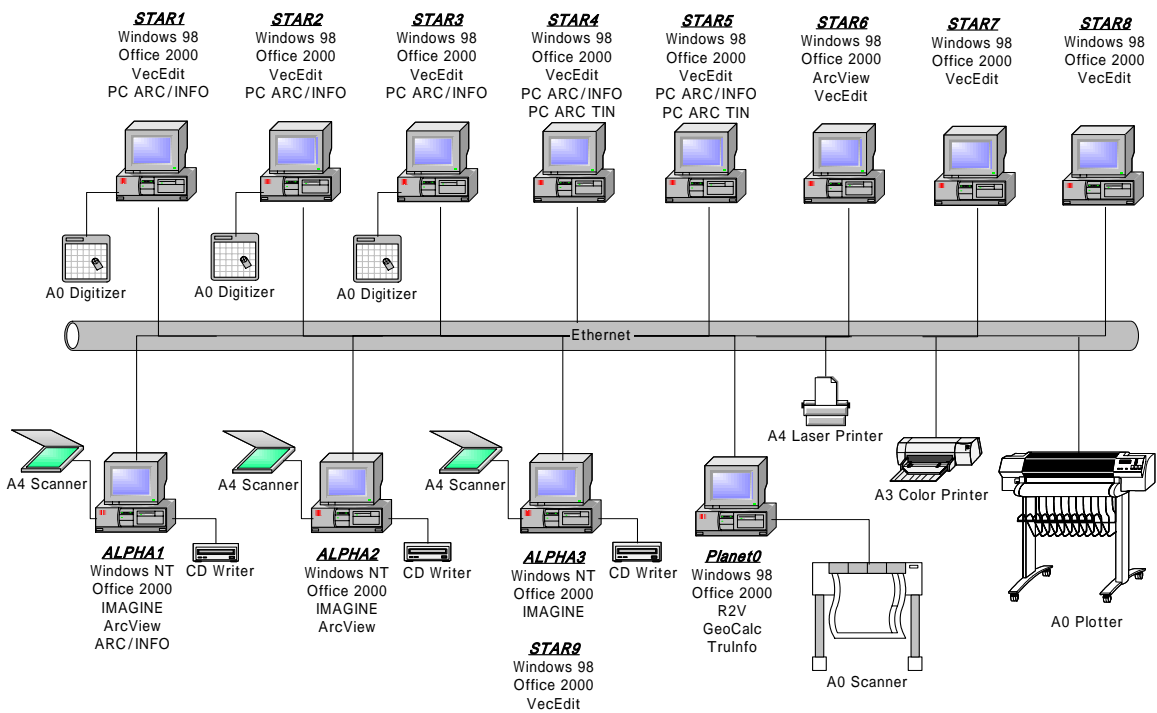 STAR1
Windows 98
Office 2000
VecEdit
PC ARC/INFO
STAR2
Windows 98
Office 2000
VecEdit
PC ARC/INFO
STAR3
Windows 98
Office 2000
VecEdit
PC ARC/INFO
STAR4
Windows 98
Office 2000
VecEdit
PC ARC/INFO
PC ARC TIN
STAR5
Windows 98
Office 2000
VecEdit
PC ARC/INFO
PC ARC TIN
STAR6
Windows 98
Office 2000
ArcView
VecEdit
STAR7
Windows 98
Office 2000
VecEdit
STAR8
Windows 98
Office 2000
VecEdit
A0 Digitizer
A0 Digitizer
A0 Digitizer
Ethernet
A4 Laser Printer
A3 Color Printer
A0 Plotter
A4 Scanner
A4 Scanner
A4 Scanner
CD Writer
CD Writer
CD Writer
ALPHA1
Windows NT
Office 2000
IMAGINE
ArcView
ARC/INFO
ALPHA2
Windows NT
Office 2000
IMAGINE
ArcView
ALPHA3
Windows NT
Office 2000
IMAGINE
STAR9
Windows 98
Office 2000
VecEdit
Planet0
Windows 98
Office 2000
R2V
GeoCalc
TruInfo
A0 Scanner